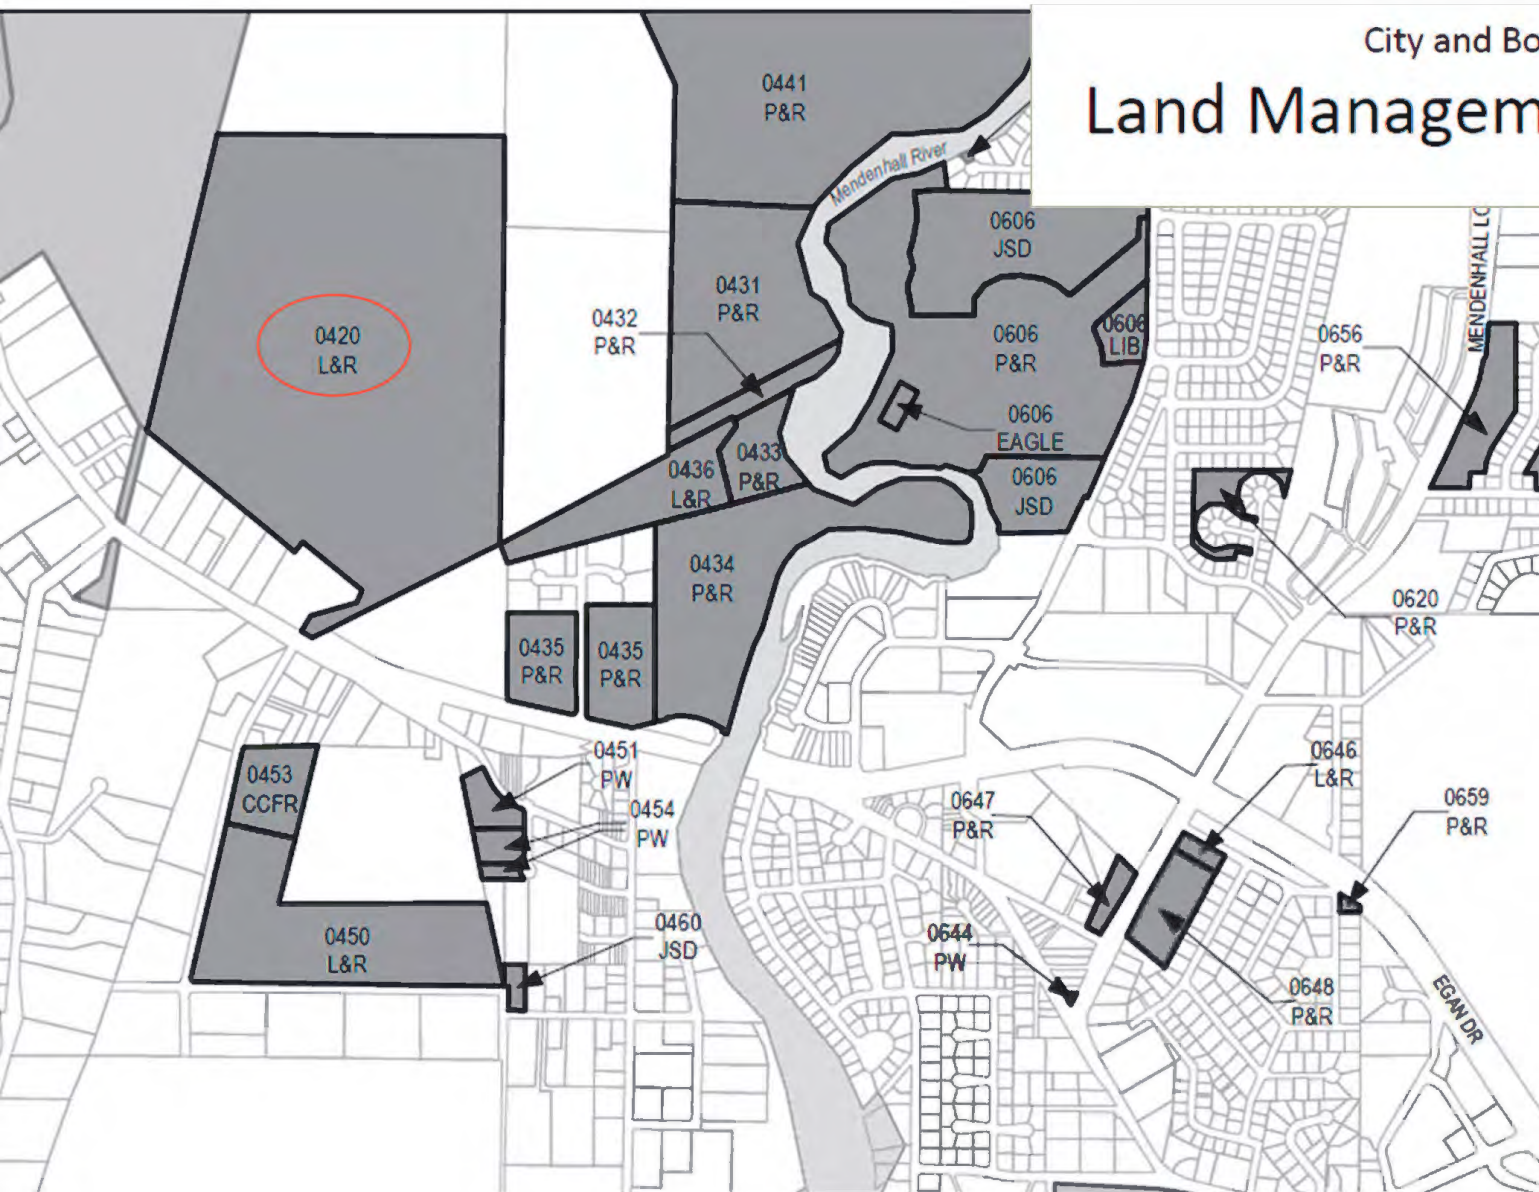 City and Bo
Land Managem
0441
P&R
Mendenhall River
0606
JSD
MENDENHALL LO
0431
P&R
0432
P&R
0420
L&R
0606
P&R
0606
LIB
0656
P&R
0606
EAGLE
0433
P&R
0436
L&R
0606
JSD
0434
P&R
0620
P&R
0435
P&R
0435
P&R
0451
PW
0453
CCFR
0454
PW
0646
L&R
0647
P&R
0659
P&R
0460
JSD
0450
L&R
0644
PW
0648
P&R
EGAN DR